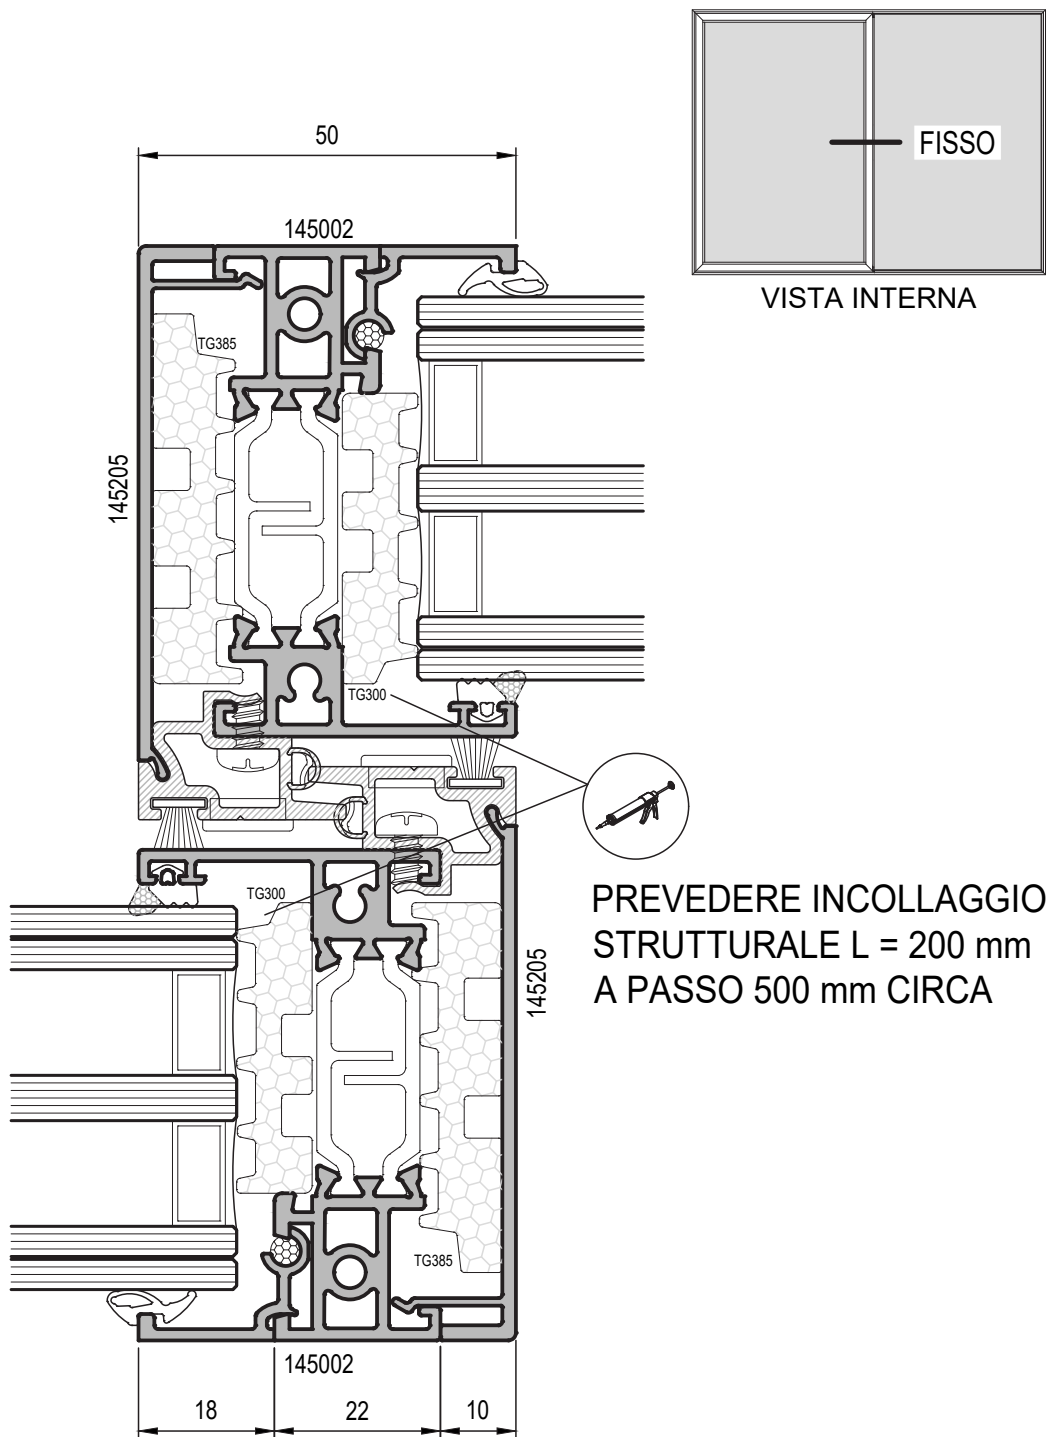 FISSO
VISTA INTERNA
50
145002
TG385
145205
TG300
TG300
PREVEDERE INCOLLAGGIO
STRUTTURALE L = 200 mm
A PASSO 500 mm CIRCA
145205
TG385
145002
18
22
10